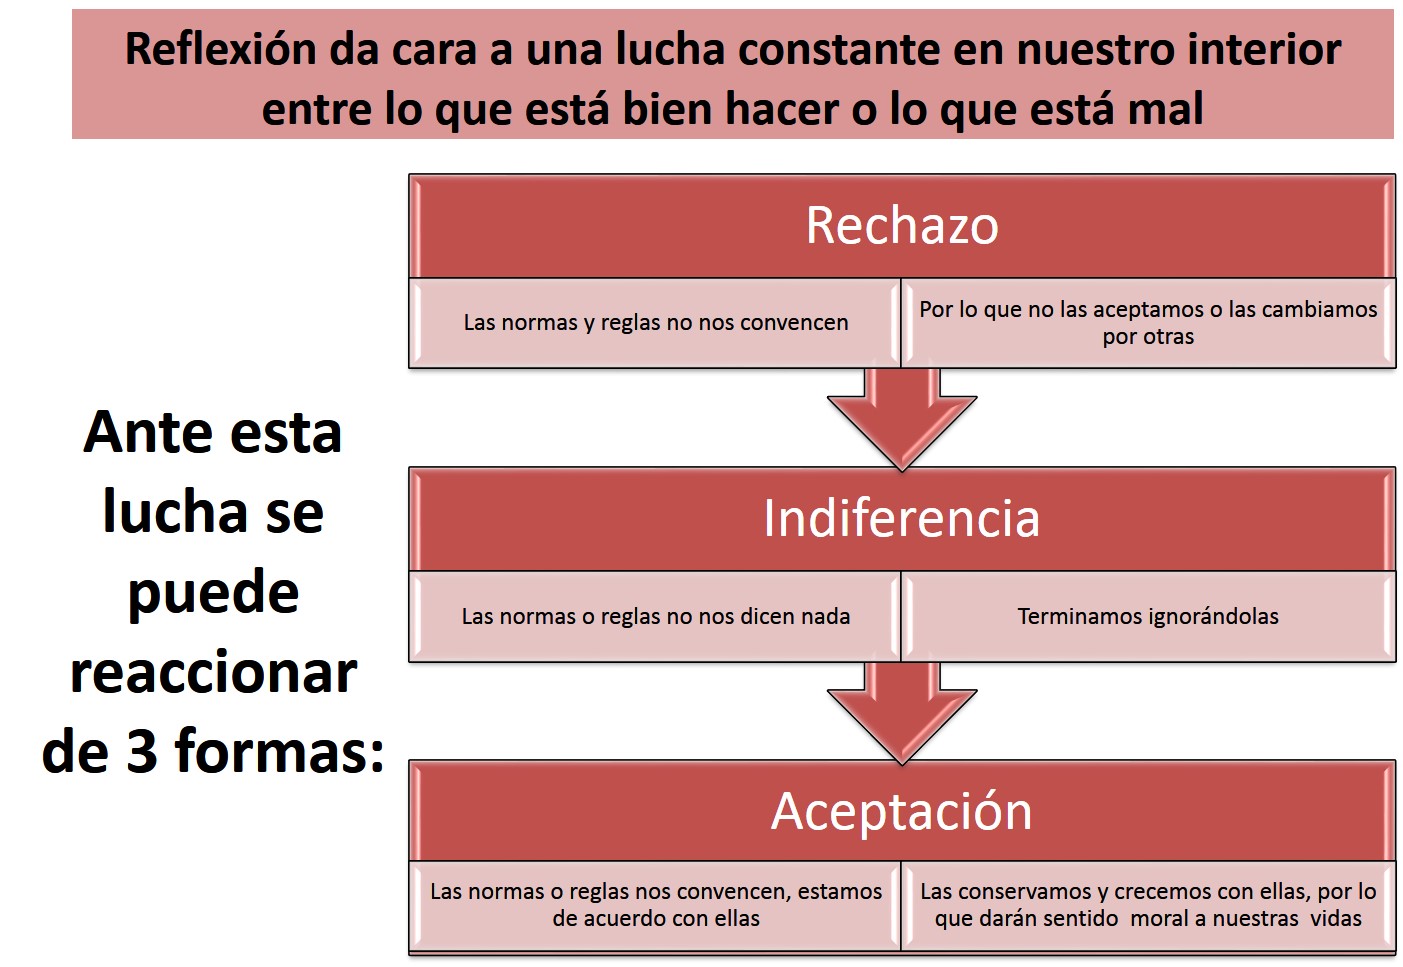 Reflexión da cara a una lucha constante en nuestro interior
entre lo que está bien hacer o lo que está mal
Ante esta
lucha se
puede
reaccionar
de 3 formas:
Rechazo
Las normas y reglas no nos convencen
Por lo que no las aceptamos o las cambiamos
por otras
Indiferencia
Las normas o reglas no nos dicen nada
Terminamos ignorándolas
Aceptación
Las normas o reglas nos convencen, estamos
de acuerdo con ellas
Las conservamos y crecemos con ellas, por lo
que darán sentido  moral a nuestras  vidas